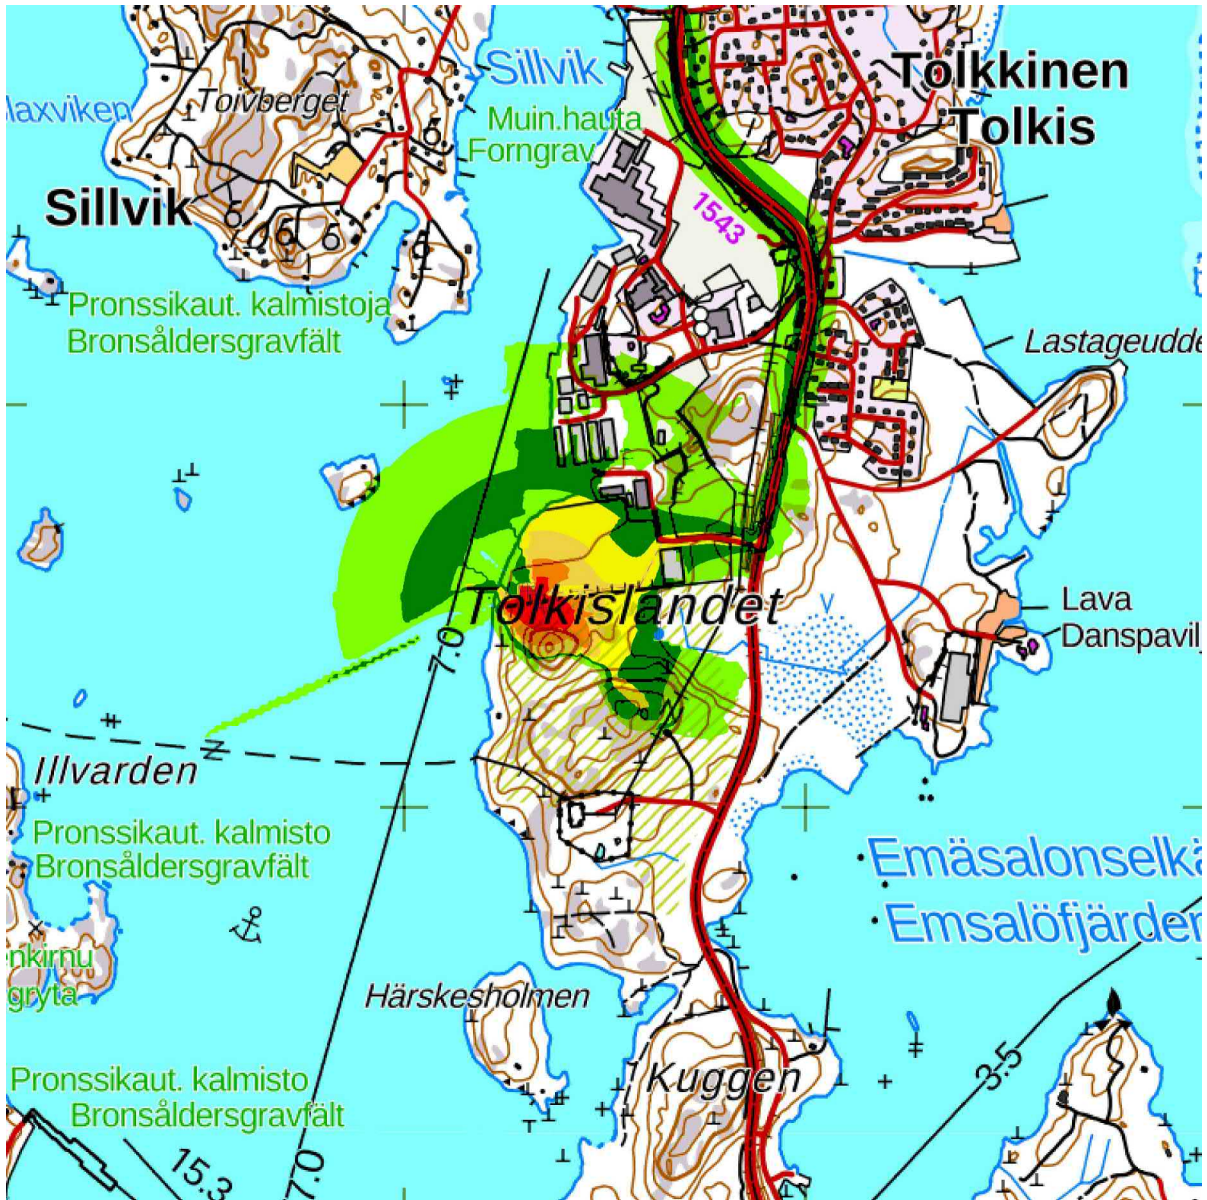 Sillvik
Tolkkinen
Tolkis
laxviken
Toivberget
Muin.hauta
Forngrav
Sillvik
1543
Pronssikaut. kalmistoja
Bronsåldersgravfält
Lastageudde
Tolkislandet
Lava
Danspavilj
7.0
Illvarden
Pronssikaut. kalmisto
Bronsåldersgravfält
Emäsalonselkä
Emsalöfjärden
nkirnu
gryta
Härskesholmen
Kuggen
3.5
Pronssikaut. kalmisto
Bronsåldersgravfält
15.3
7.0